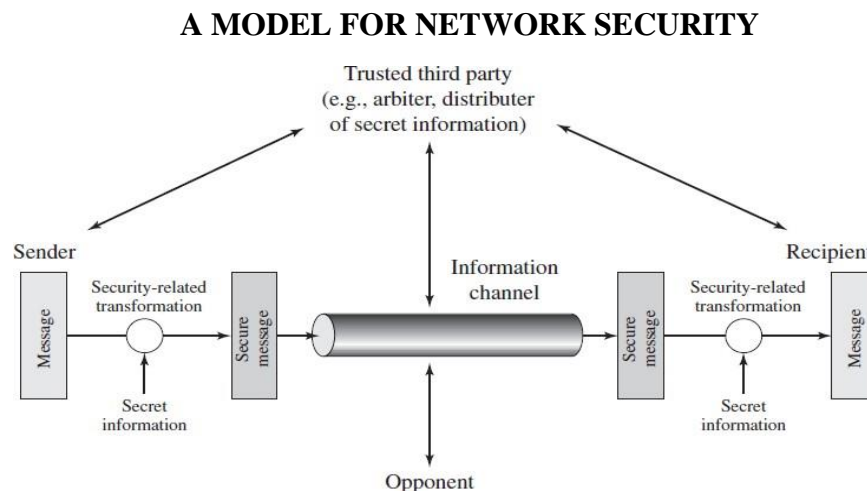 A MODEL FOR NETWORK SECURITY
Trusted third party
(e.g., arbiter, distributer
of secret information)
Sender
Recipient
Information
channel
Security-related
transformation
Security-related
transformation
Message
Secure
message
Secure
message
Message
Secret
information
Secret
information
Opponent